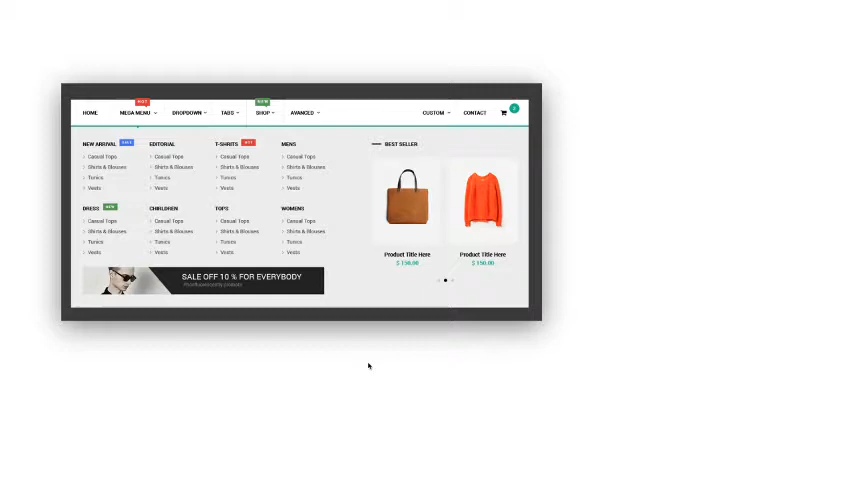 HOT
NEW
HOME
MEGA MENU
DROPDOWN
TABS
SHOP
AVANCED
CUSTOM
CONTACT
2
NEW ARRIVAL SALE
Casual Tops
Shirts & Blouses
Tunics
Vests
EDITORIAL
Casual Tops
Shirts & Blouses
Tunics
Vests
T-SHIRTS HOT
Casual Tops
Shirts & Blouses
Tunics
Vests
MENS
Casual Tops
Shirts & Blouses
Tunics
Vests
DRESS NEW
Casual Tops
Shirts & Blouses
Tunics
Vests
CHIRLDREN
Casual Tops
Shirts & Blouses
Tunics
Vests
TOPS
Casual Tops
Shirts & Blouses
Tunics
Vests
WOMENS
Casual Tops
Shirts & Blouses
Tunics
Vests
SALE OFF 10 % FOR EVERYBODY
BEST SELLER
Product Title Here
$ 150.00
Product Title Here
$ 150.00